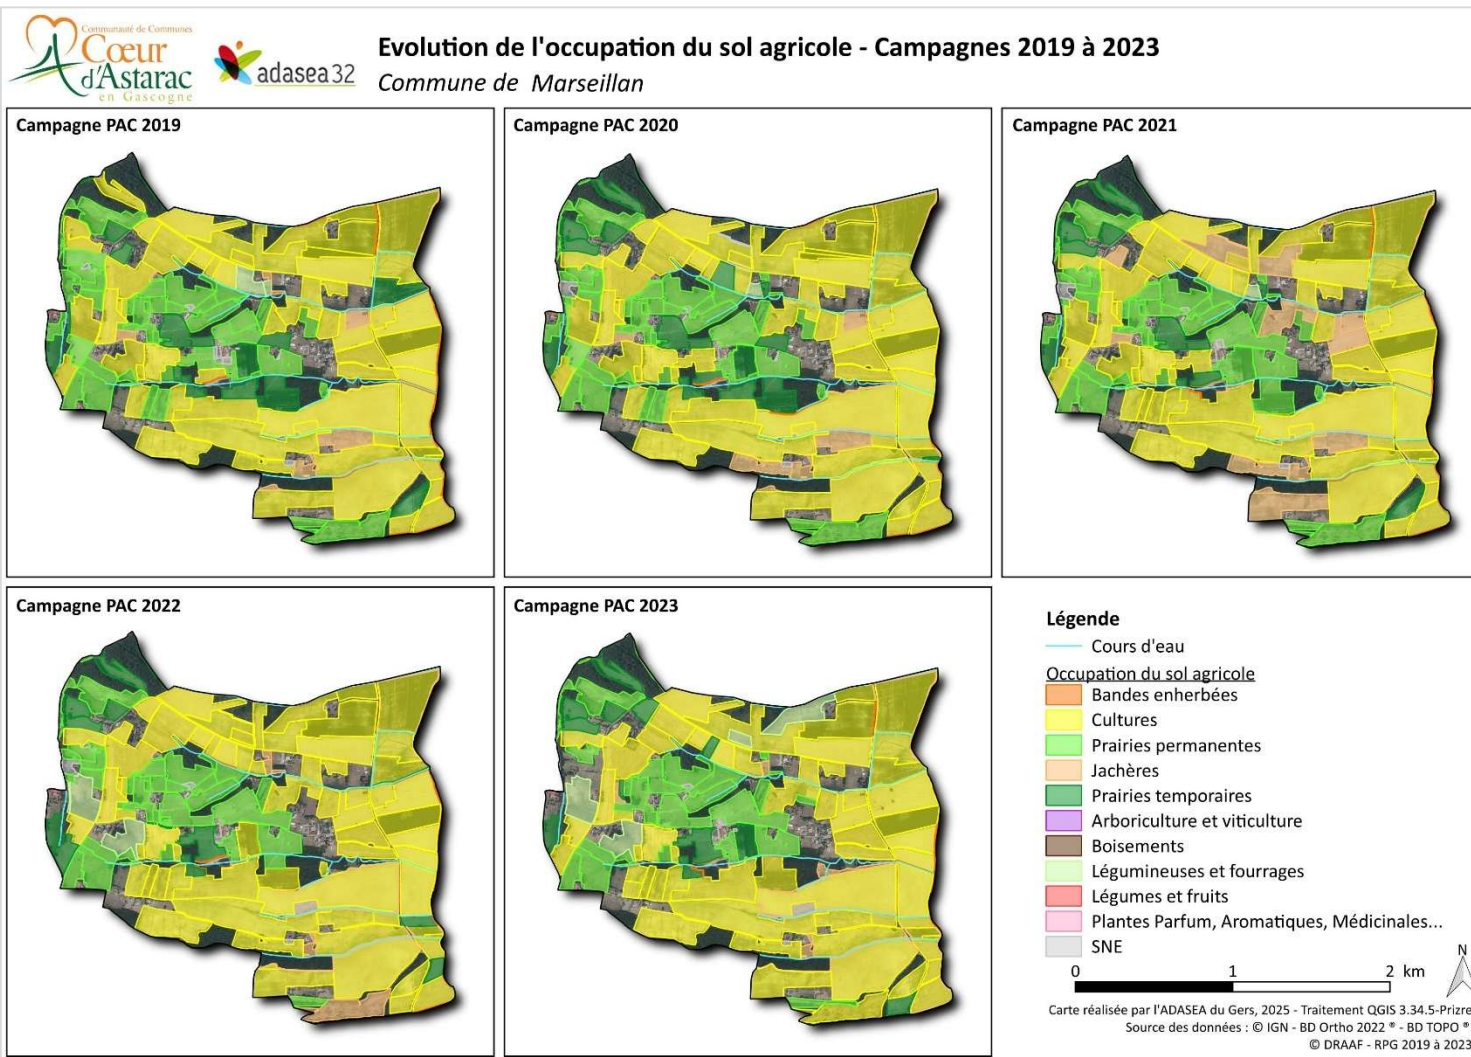 Communauté de Communes
Cœur
d'Astarac
en Gascogne
adasea32
Evolution de l'occupation du sol agricole - Campagnes 2019 à 2023
Commune de Marseillan
Campagne PAC 2019
Campagne PAC 2020
Campagne PAC 2021
Campagne PAC 2022
Campagne PAC 2023
Légende
Cours d'eau
Occupation du sol agricole
Bandes enherbées
Cultures
Prairies permanentes
Jachères
Prairies temporaires
Arboriculture et viticulture
Boisements
Légumineuses et fourrages
Légumes et fruits
Plantes Parfum, Aromatiques, Médicinales...
SNE
N
0 1 2 km
Carte réalisée par l'ADASEA du Gers, 2025 - Traitement QGIS 3.34.5-Prizre
Source des données : © IGN - BD Ortho 2022 ® - BD TOPO ®
© DRAAF - RPG 2019 à 2023